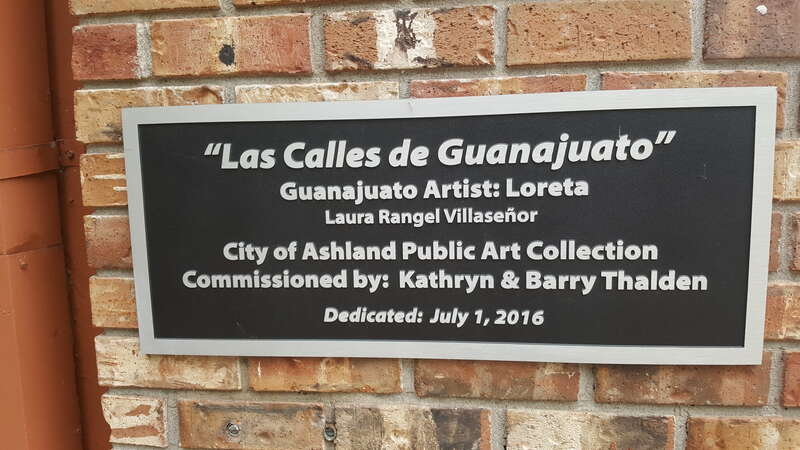 “Las Calles de Guanajuato”
Guanajuato Artist: Loreta
Laura Rangel Villaseñor
City of Ashland Public Art Collection
Commissioned by: Kathryn & Barry Thalden
Dedicated: July 1, 2016